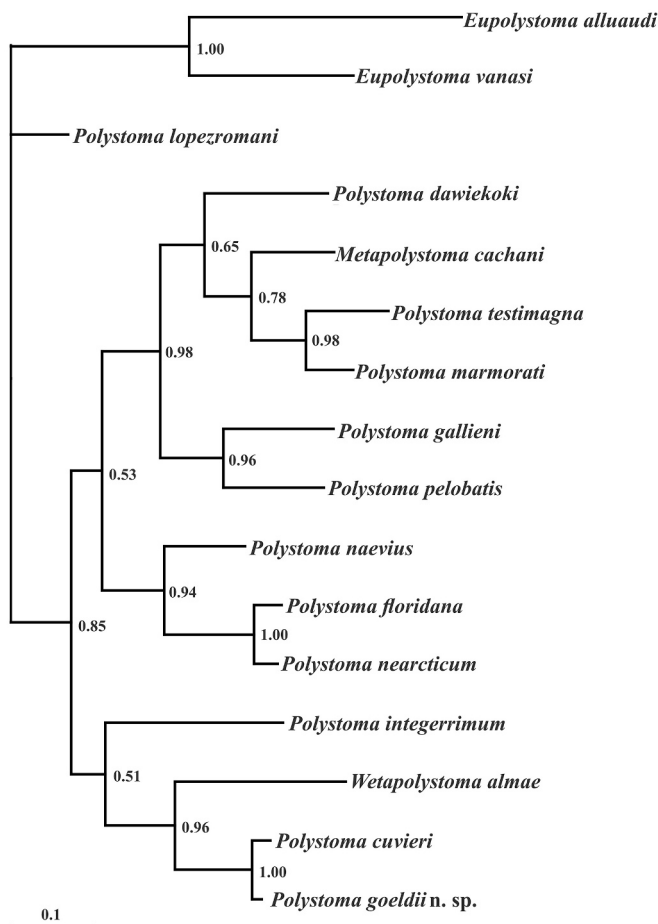 Eupolystoma alluaudi
1.00
Eupolystoma vanasi
Polystoma lopezromani
Polystoma dawiekoki
0.65
Metapolystoma cachani
0.78
Polystoma testimagna
0.98
0.98
Polystoma marmorati
Polystoma gallieni
0.96
0.53
Polystoma pelobatis
Polystoma naevius
0.94
Polystoma floridana
0.85
1.00
Polystoma nearcticum
Polystoma integerrimum
0.51
Wetapolystoma almae
0.96
Polystoma cuvieri
1.00
Polystoma goeldii n. sp.
0.1